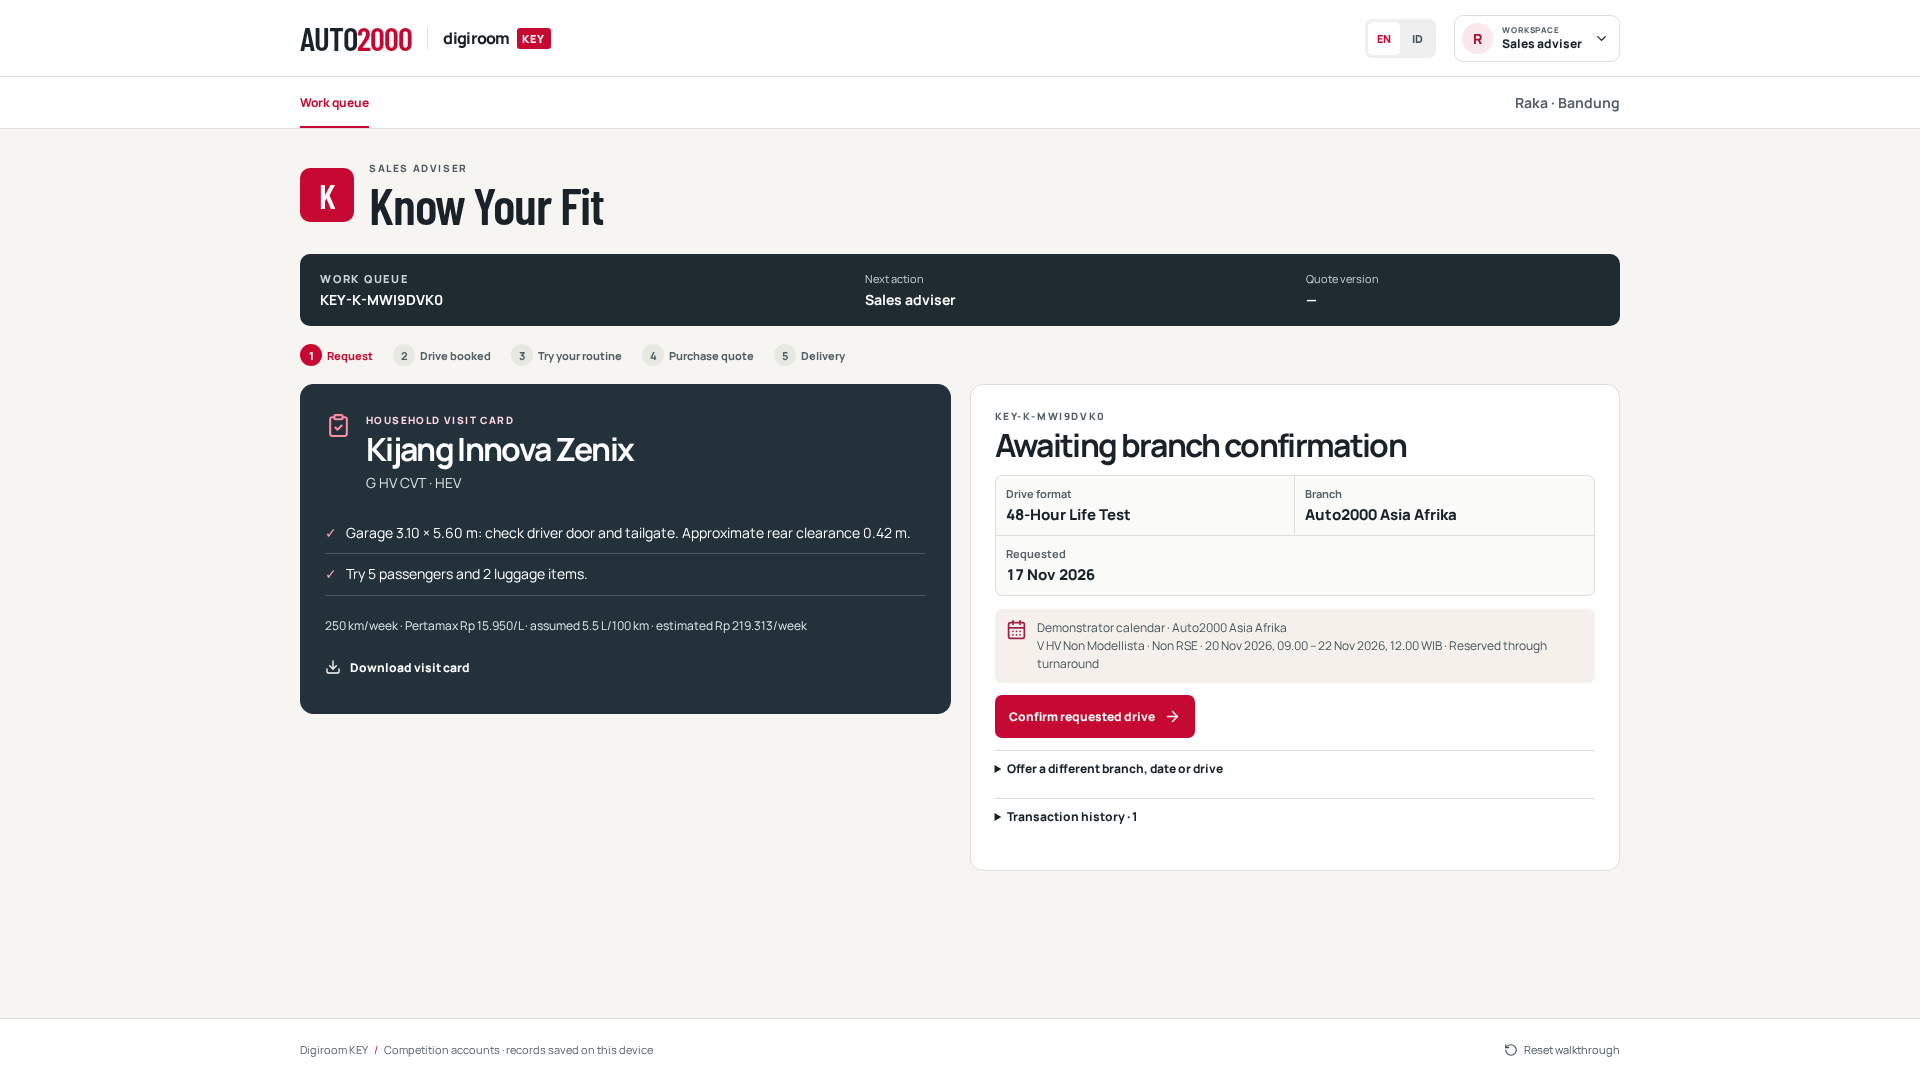 AUTO2000
digiroom KEY
EN ID
R
WORKSPACE
Sales adviser
Work queue
Raka · Bandung
K
SALES ADVISER
Know Your Fit
WORK QUEUE
KEY-K-MWI9DVK0
Next action
Sales adviser
Quote version
—
1 Request
2 Drive booked
3 Try your routine
4 Purchase quote
5 Delivery
HOUSEHOLD VISIT CARD
Kijang Innova Zenix
G HV CVT · HEV
✓ Garage 3.10 × 5.60 m: check driver door and tailgate. Approximate rear clearance 0.42 m.
✓ Try 5 passengers and 2 luggage items.
250 km/week · Pertamax Rp 15.950/L · assumed 5.5 L/100 km · estimated Rp 219.313/week
Download visit card
KEY-K-MWI9DVK0
Awaiting branch confirmation
Drive format
48-Hour Life Test
Branch
Auto2000 Asia Afrika
Requested
17 Nov 2026
Demonstrator calendar · Auto2000 Asia Afrika
V HV Non Modellista · Non RSE · 20 Nov 2026, 09.00 – 22 Nov 2026, 12.00 WIB · Reserved through
turnaround
Confirm requested drive
Offer a different branch, date or drive
Transaction history · 1
Digiroom KEY / Competition accounts · records saved on this device
Reset walkthrough